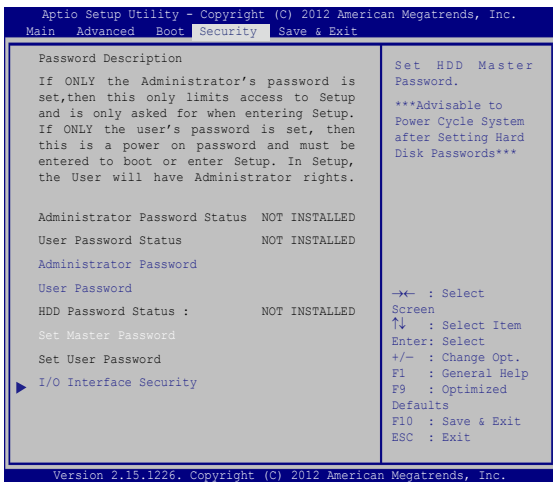 Aptio Setup Utility - Copyright (C) 2012 American Megatrends, Inc.
Main Advanced Boot Security Save & Exit
Password Description
If ONLY the Administrator's password is
set,then this only limits access to Setup
and is only asked for when entering Setup.
If ONLY the user's password is set, then
this is a power on password and must be
entered to boot or enter Setup. In Setup,
the User will have Administrator rights.
Administrator Password Status NOT INSTALLED
User Password Status NOT INSTALLED
Administrator Password
User Password
HDD Password Status : NOT INSTALLED
Set Master Password
Set User Password
I/O Interface Security
Set HDD Master
Password.
***Advisable to
Power Cycle System
after Setting Hard
Disk Passwords***
→← : Select
Screen
↑↓ : Select Item
Enter: Select
+/— : Change Opt.
F1 : General Help
F9 : Optimized
Defaults
F10 : Save & Exit
ESC : Exit
Version 2.15.1226. Copyright (C) 2012 American Megatrends, Inc.